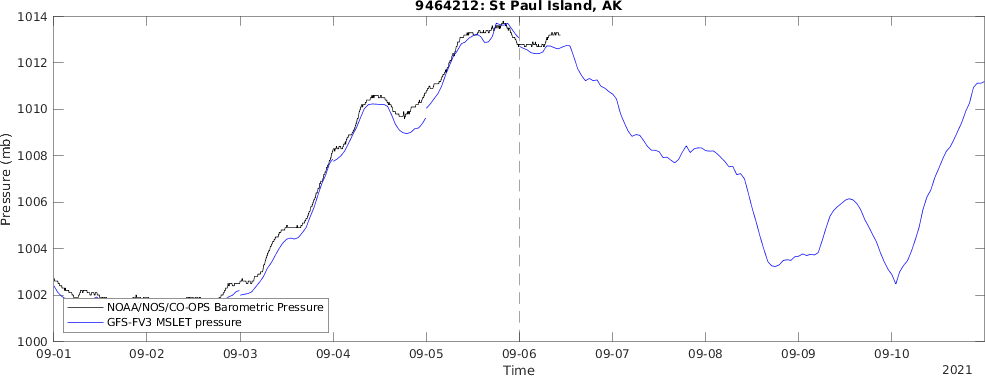 9464212: St Paul Island, AK
Pressure (mb)
1014
1012
1010
1008
1006
1004
1002
1000
NOAA/NOS/CO-OPS Barometric Pressure
GFS-FV3 MSLET pressure
09-01 09-02 09-03 09-04 09-05 09-06 09-07 09-08 09-09 09-10
Time
2021